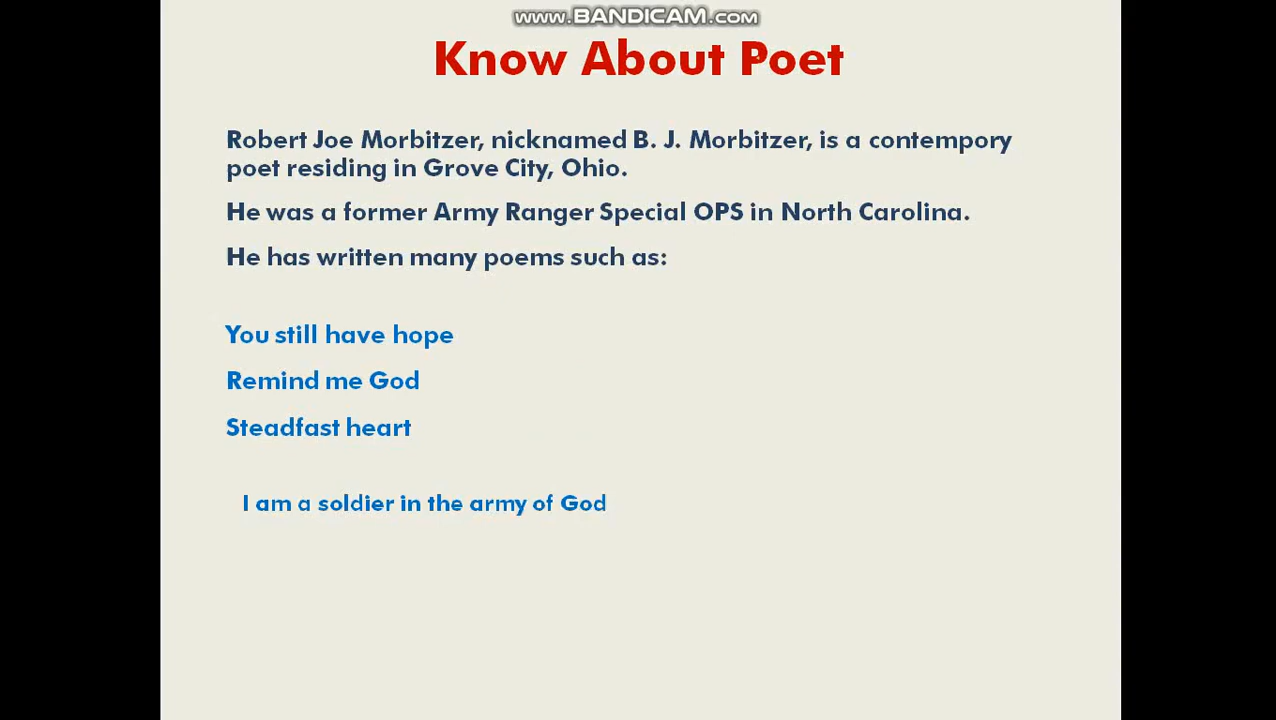 www.BANDICAM.com
Know About Poet
Robert Joe Morbitzer, nicknamed B. J. Morbitzer, is a contempory
poet residing in Grove City, Ohio.
He was a former Army Ranger Special OPS in North Carolina.
He has written many poems such as:
You still have hope
Remind me God
Steadfast heart
I am a soldier in the army of God